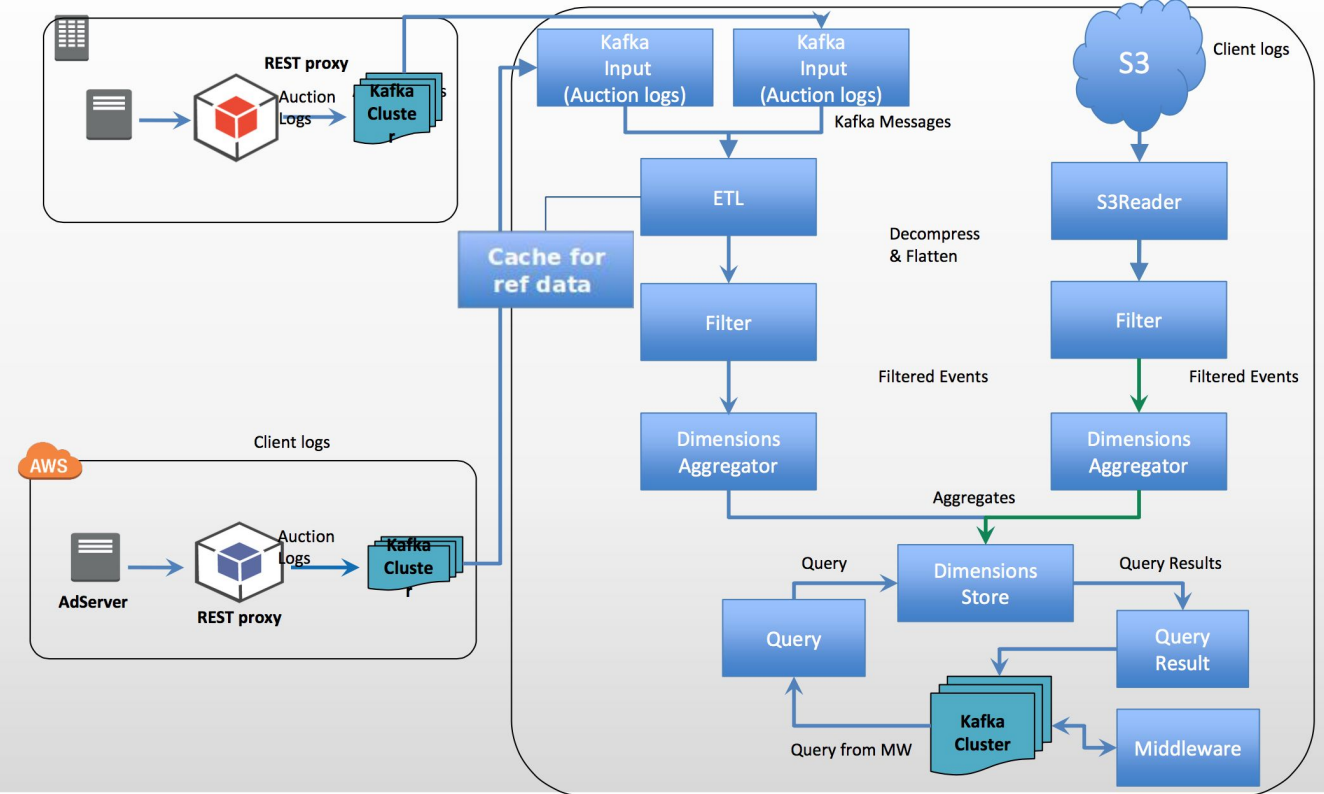 REST proxy
Auction
Logs
Kafka
Cluste
r
s
Kafka
Input
(Auction logs)
Kafka
Input
(Auction logs)
Kafka Messages
S3
Client logs
ETL
S3Reader
Cache for
ref data
Decompress
& Flatten
Filter
Filter
Filtered Events
Filtered Events
Dimensions
Aggregator
Dimensions
Aggregator
Aggregates
Client logs
AWS
AdServer
Auction
Logs
REST proxy
Kafka
Cluste
r
Query
Dimensions
Store
Query Results
Query
Query
Result
Kafka
Cluster
Query from MW
Middleware